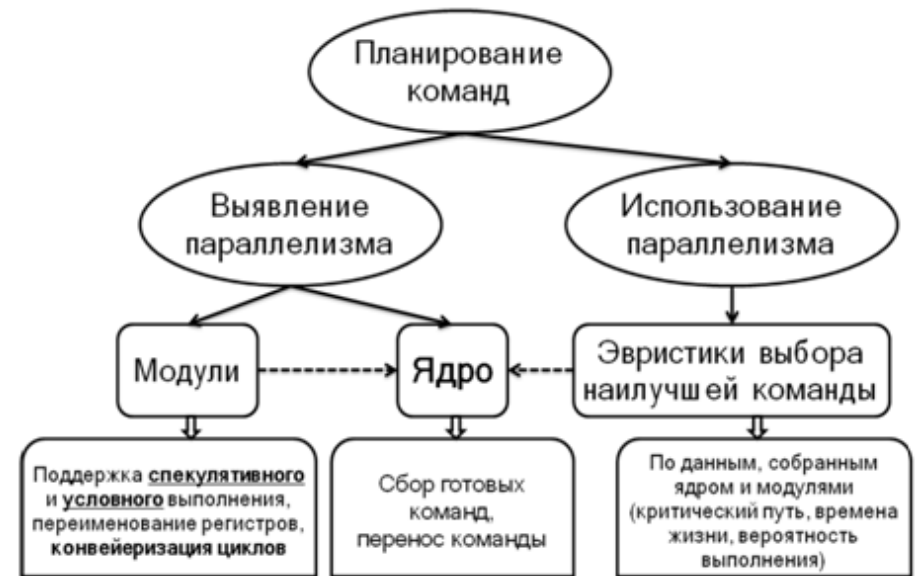 Планирование
команд
Выявление
параллелизма
Использование
параллелизма
Модули
Ядро
Эвристики выбора
наилучшей команды
Поддержка спекулятивного
и условного выполнения,
переименование регистров,
конвейеризация циклов
Сбор готовых
команд,
перенос команды
По данным, собранным
ядром и модулями
(критический путь, времена
жизни, вероятность
выполнения)